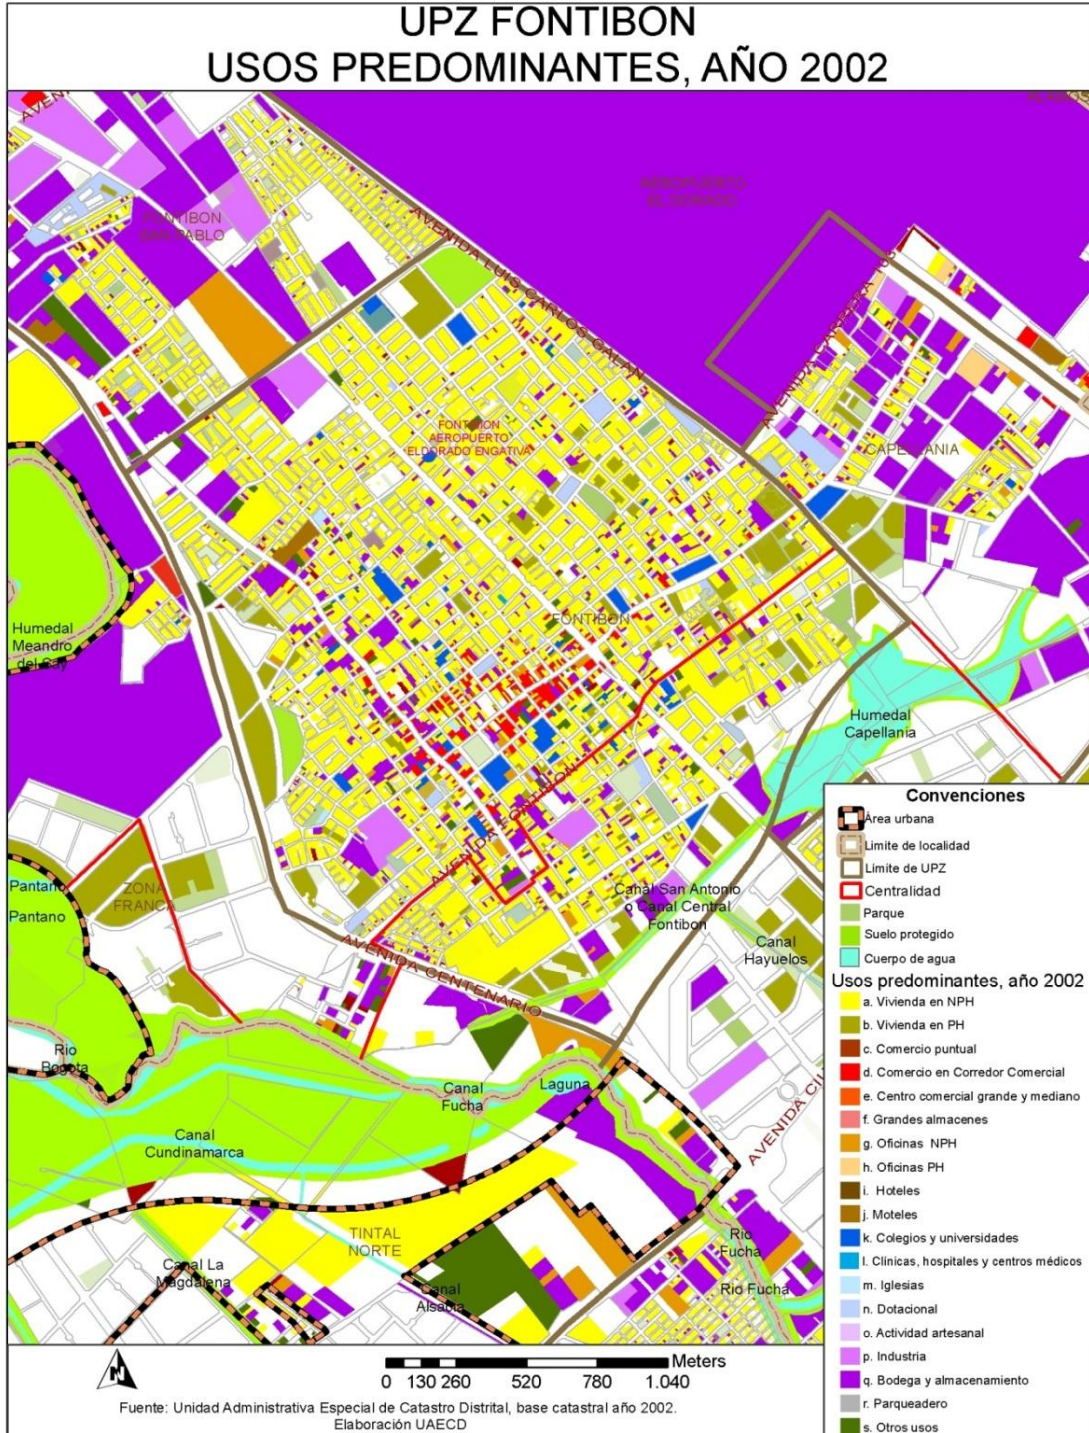 UPZ FONTIBON
USOS PREDOMINANTES, AÑO 2002
AEROPUERTO
EL DORADO
FONTIBON
SAN PABLO
AVENIDA LUIS CARLOS GALAN
AVENIDA CARRERA 103
FONTIBON
AEROPUERTO
ELDORADO ENGATIVA
CAPELLANIA
FONTIBON
Humedal
Meandro
del Say
Humedal
Capellania
AVENIDA FONTIBON
Pantano
Pantano
ZONA
FRANCA
Canal San Antonio
o Canal Central
Fontibon
Canal
Hayuelos
AVENIDA CENTENARIO
Rio
Bogota
Canal
Fucha
Laguna
Canal
Cundinamarca
TINTAL
NORTE
Canal La
Magdalena
Canal
Alsacia
Rio
Fucha
Rio Fucha
Convenciones
Área urbana
Limite de localidad
Limite de UPZ
Centralidad
Parque
Suelo protegido
Cuerpo de agua
Usos predominantes, año 2002
a. Vivienda en NPH
b. Vivienda en PH
c. Comercio puntual
d. Comercio en Corredor Comercial
e. Centro comercial grande y mediano
f. Grandes almacenes
g. Oficinas NPH
h. Oficinas PH
i. Hoteles
j. Moteles
k. Colegios y universidades
l. Clínicas, hospitales y centros médicos
m. Iglesias
n. Dotacional
o. Actividad artesanal
p. Industria
q. Bodega y almacenamiento
r. Parqueadero
s. Otros usos
N
Meters
0 130 260 520 780 1.040
Fuente: Unidad Administrativa Especial de Catastro Distrital, base catastral año 2002.
Elaboración UAECD